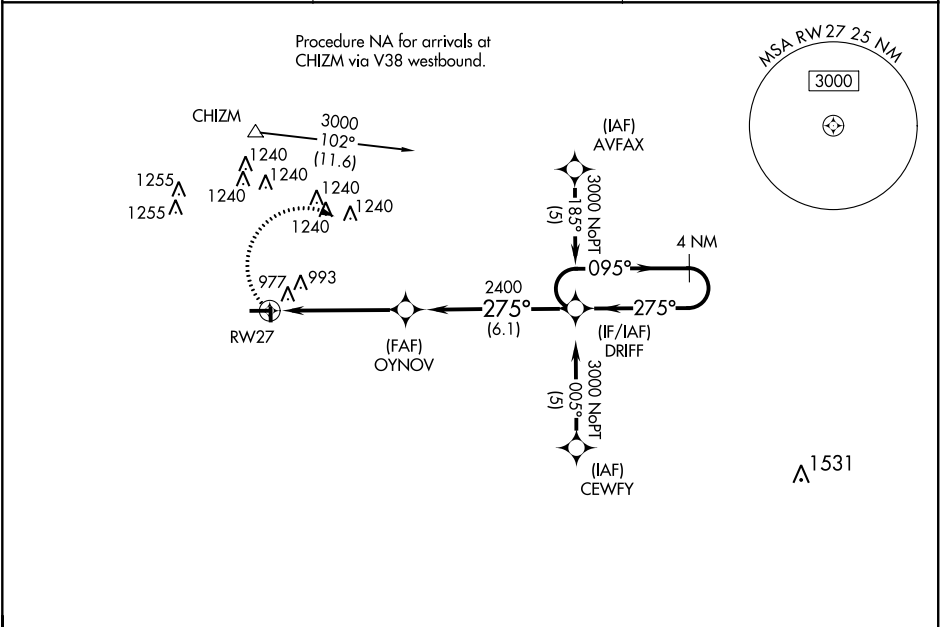 Procedure NA for arrivals at
CHIZM via V38 westbound.
MSA RW27 25 NM
3000
CHIZM
3000
102°
(11.6)
(IAF)
AVFAX
1240
1240
1240
1255
1255
1240
1240
1240
3000 NoPT
185°
(5)
4 NM
095°
977
993
2400
275°
(6.1)
275°
RW27
(FAF)
OYNOV
(IF/IAF)
DRIFF
3000 NoPT
005°
(5)
(IAF)
CEWFY
1531